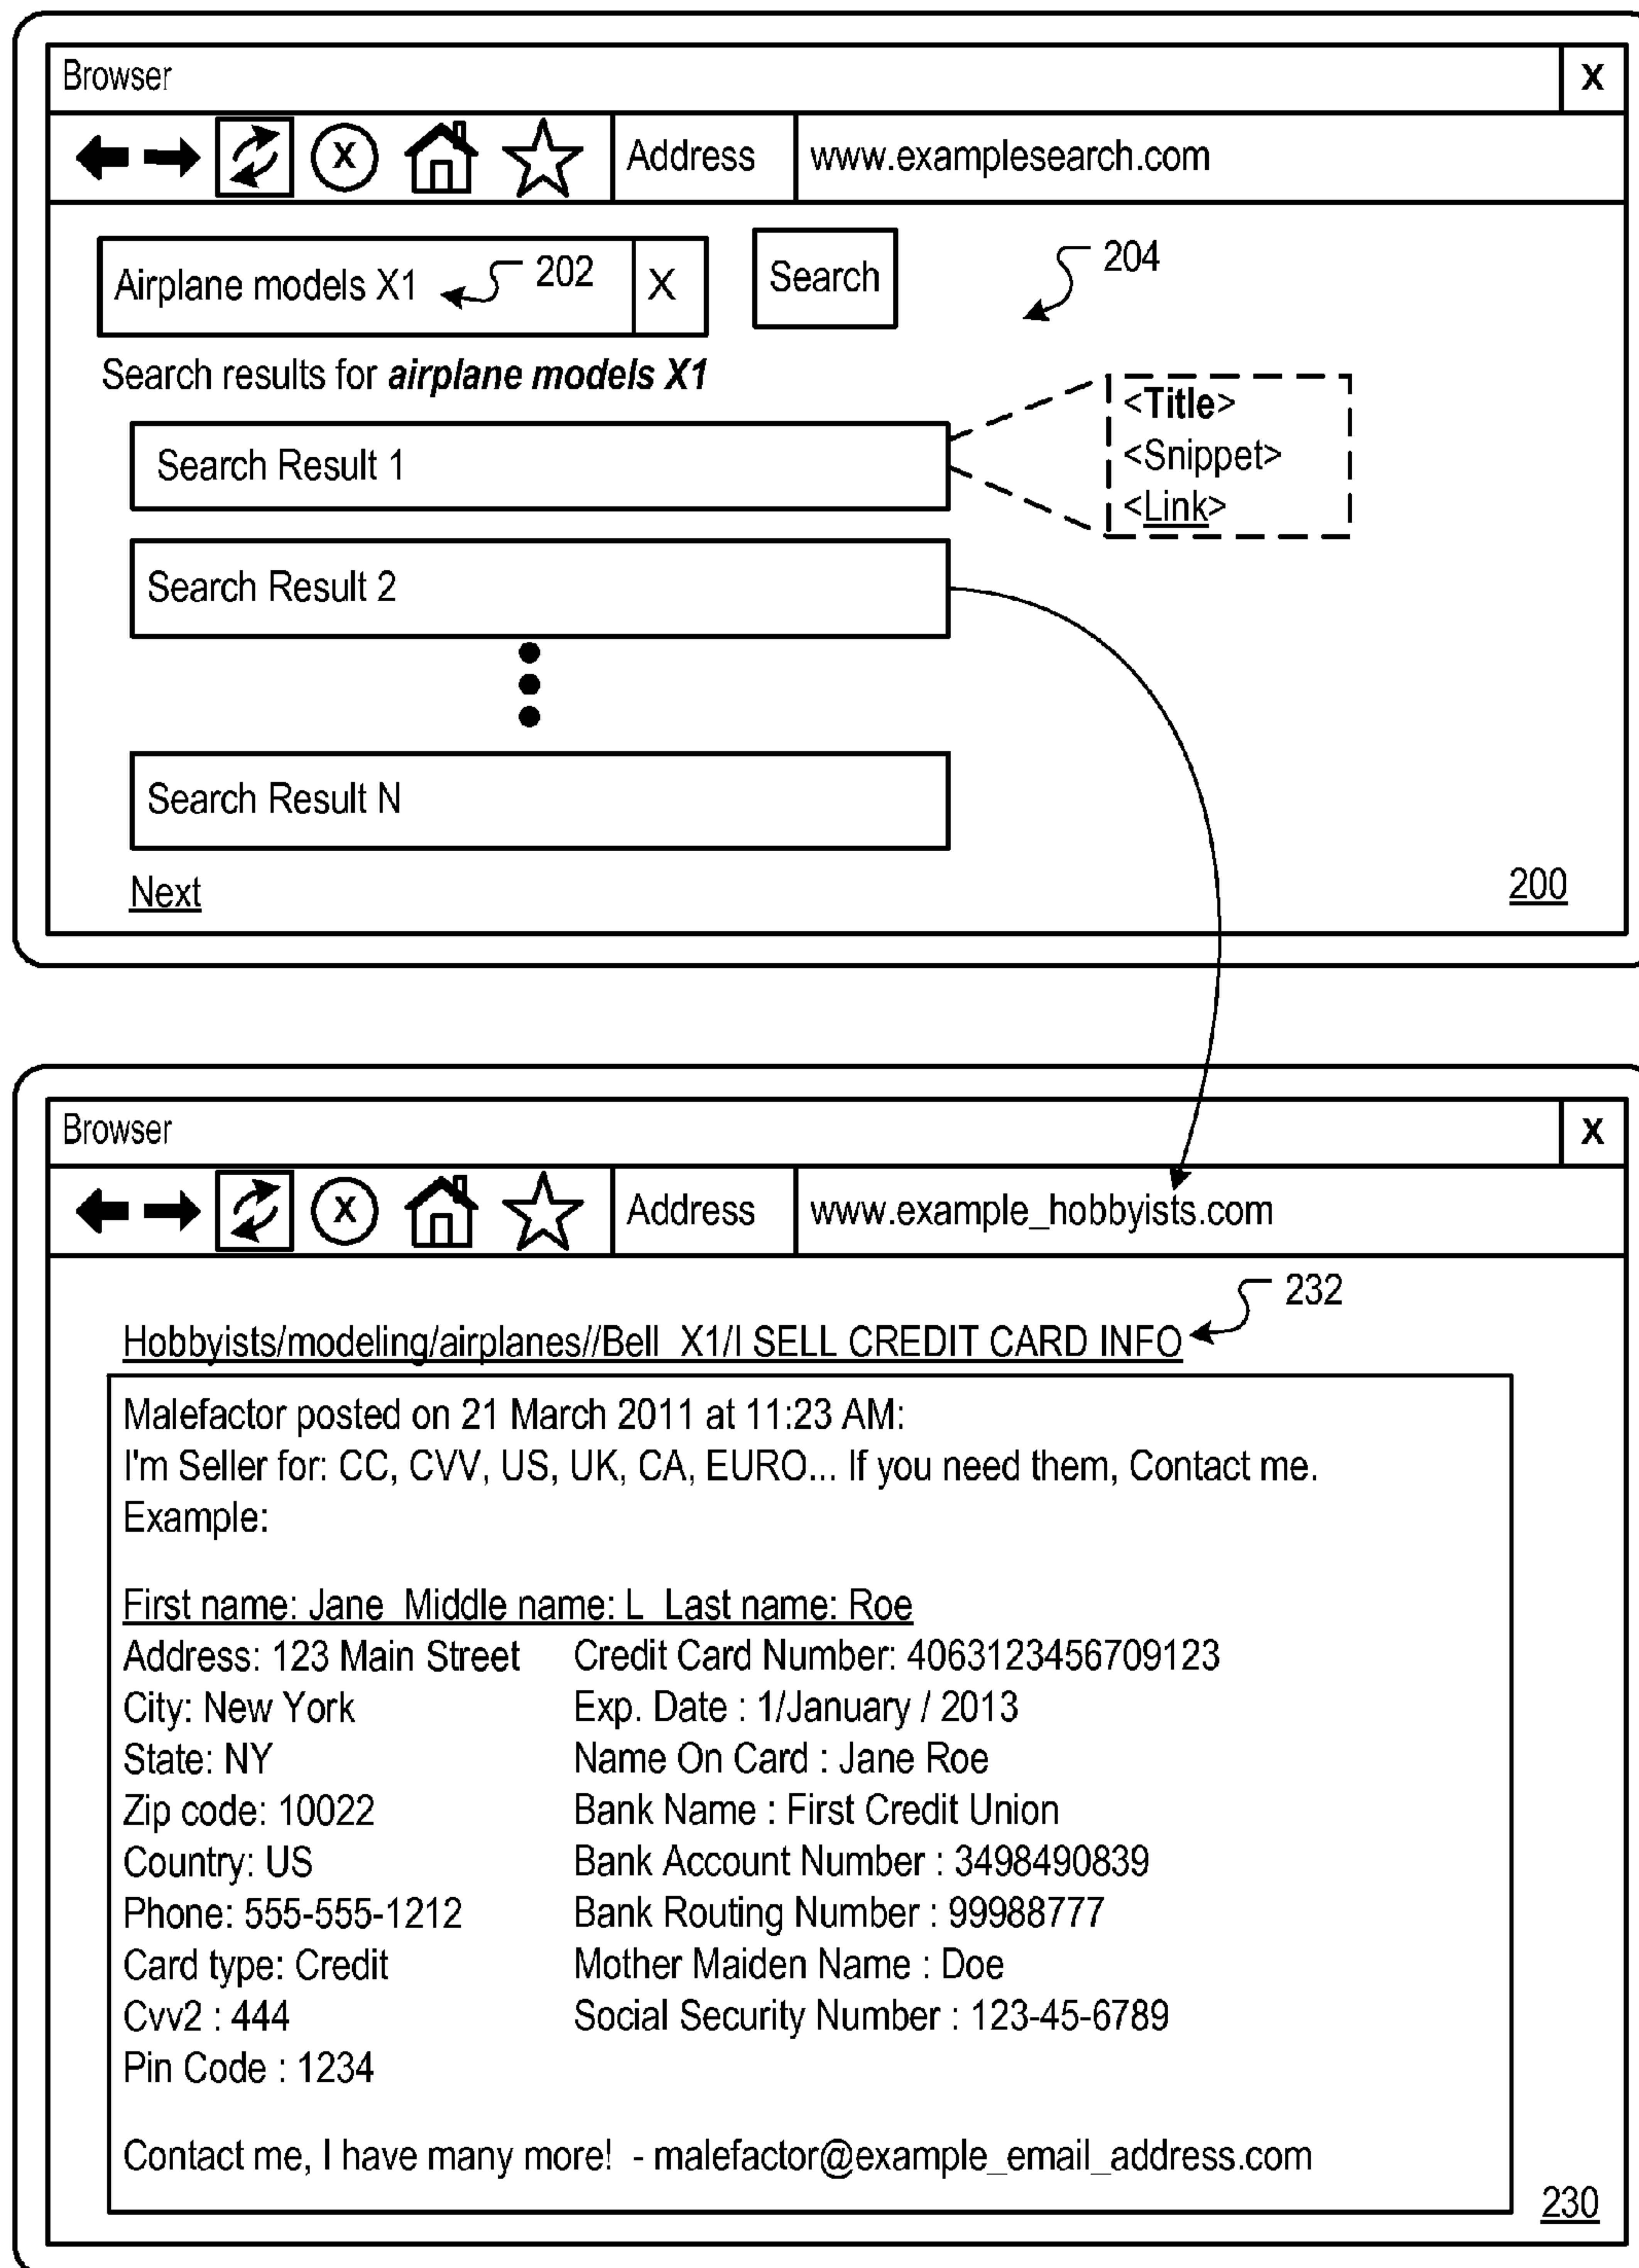 Browser X
X Address www.examplesearch.com
Airplane models X1 202 X Search 204
Search results for airplane models X1
<Title>
<Snippet>
<Link>
Search Result 1
Search Result 2
Search Result N
Next
200
Browser X
X Address www.example_hobbyists.com
232
Hobbyists/modeling/airplanes//Bell_X1/I SELL CREDIT CARD INFO
Malefactor posted on 21 March 2011 at 11:23 AM:
I'm Seller for: CC, CVV, US, UK, CA, EURO... If you need them, Contact me.
Example:
First name: Jane Middle name: L Last name: Roe
Address: 123 Main Street Credit Card Number: 4063123456709123
City: New York Exp. Date : 1/January / 2013
State: NY Name On Card : Jane Roe
Zip code: 10022 Bank Name : First Credit Union
Country: US Bank Account Number : 3498490839
Phone: 555-555-1212 Bank Routing Number : 99988777
Card type: Credit Mother Maiden Name : Doe
Cvv2 : 444 Social Security Number : 123-45-6789
Pin Code : 1234
Contact me, I have many more! - malefactor@example_email_address.com
230